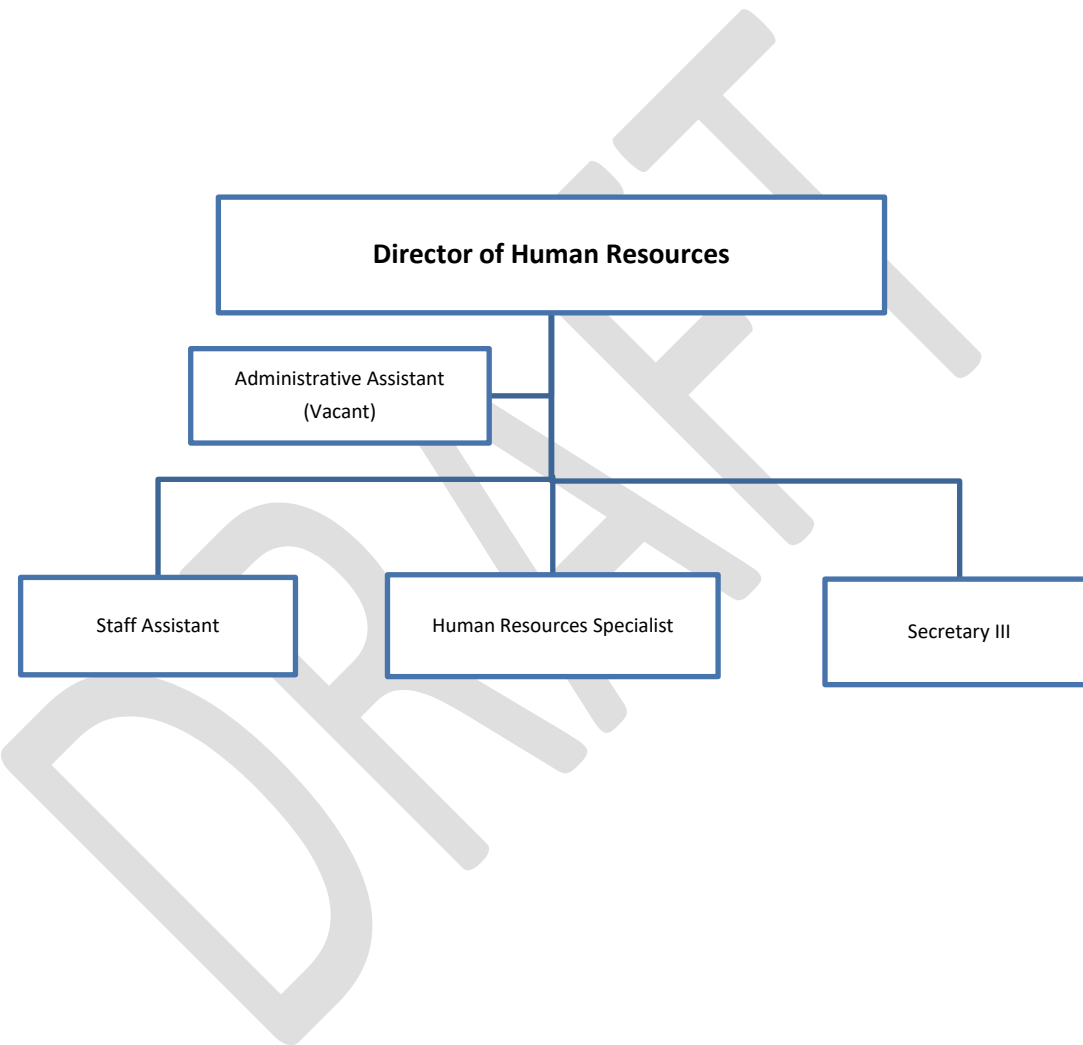 Director of Human Resources
Administrative Assistant
(Vacant)
Staff Assistant
Human Resources Specialist
Secretary III
DRAFT